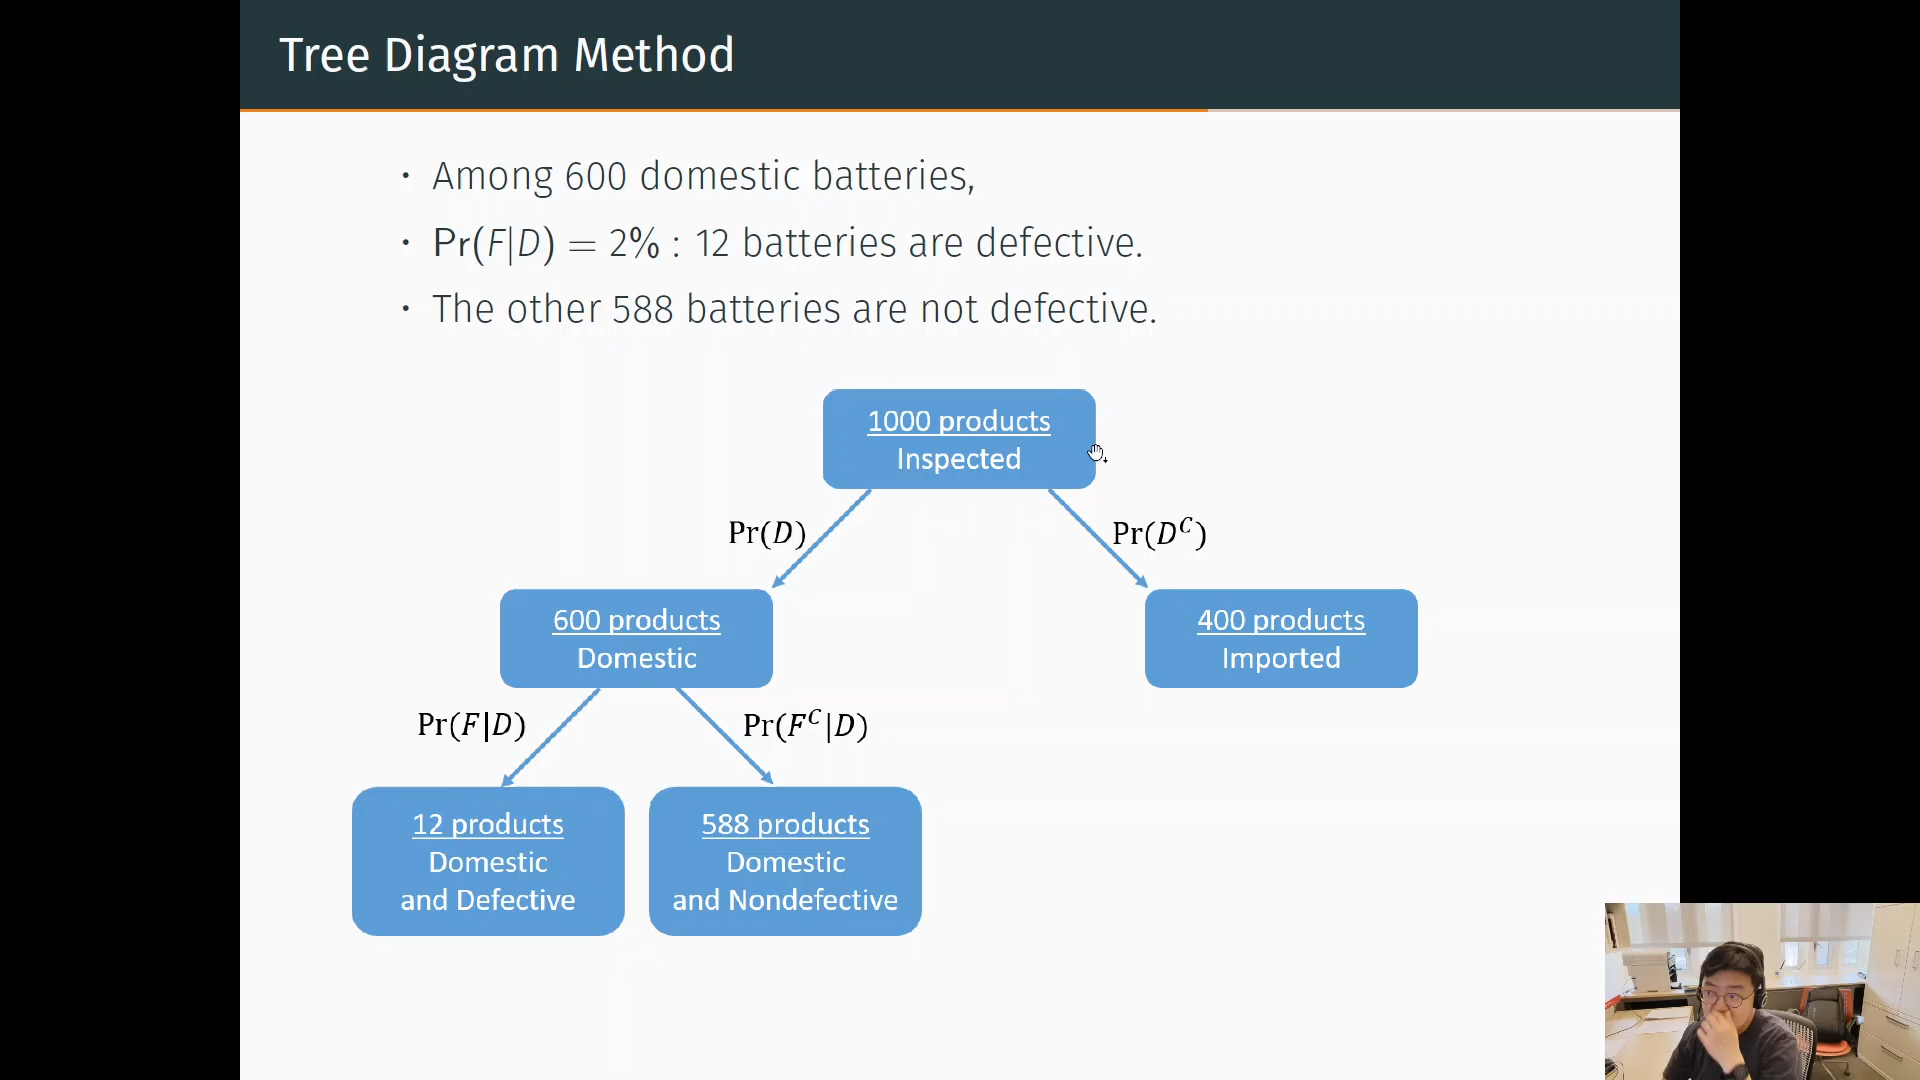 Tree Diagram Method
· Among 600 domestic batteries,
· Pr(F|D) = 2% : 12 batteries are defective.
· The other 588 batteries are not defective.
1000 products
Inspected
Pr(D)
Pr(D^C)
600 products
Domestic
400 products
Imported
Pr(F|D)
Pr(F^C|D)
12 products
Domestic
and Defective
588 products
Domestic
and Nondefective